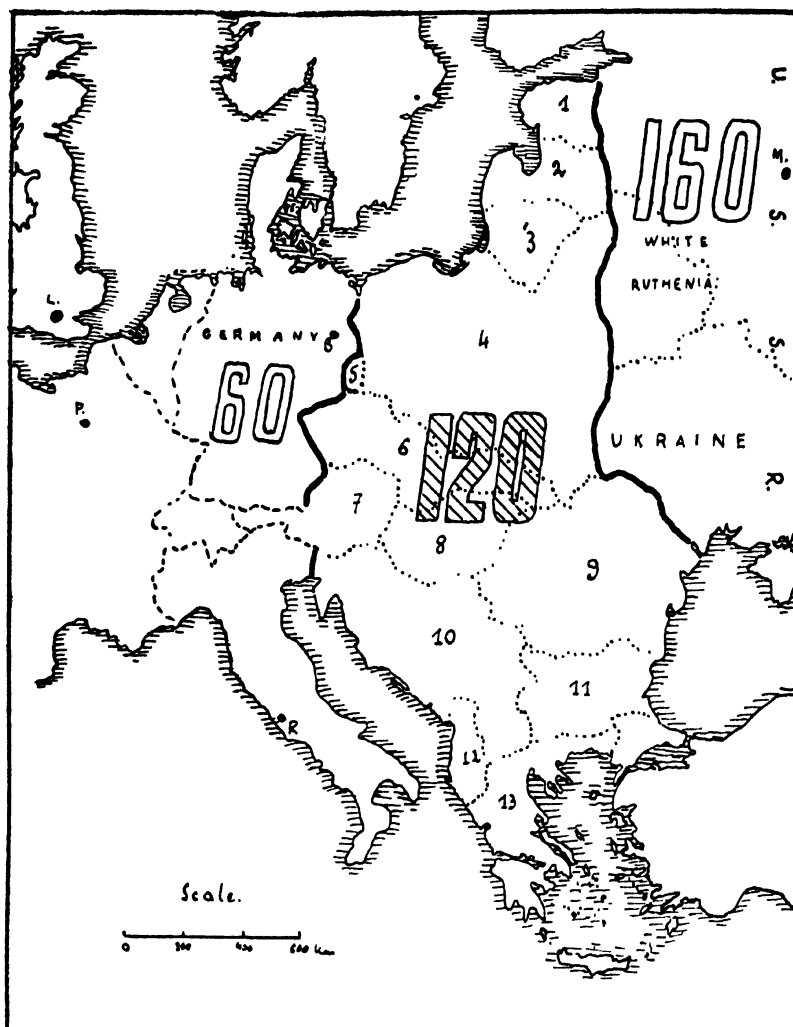 U.
1
160
2
M.
S.
3
WHITE
RUTHENIA.
L.
GERMANY
B
4
S
5
60
6
120
UKRAINE
R.
7
8
9
10
11
R
12
13
P.
Scale.
0 200 400 600 km